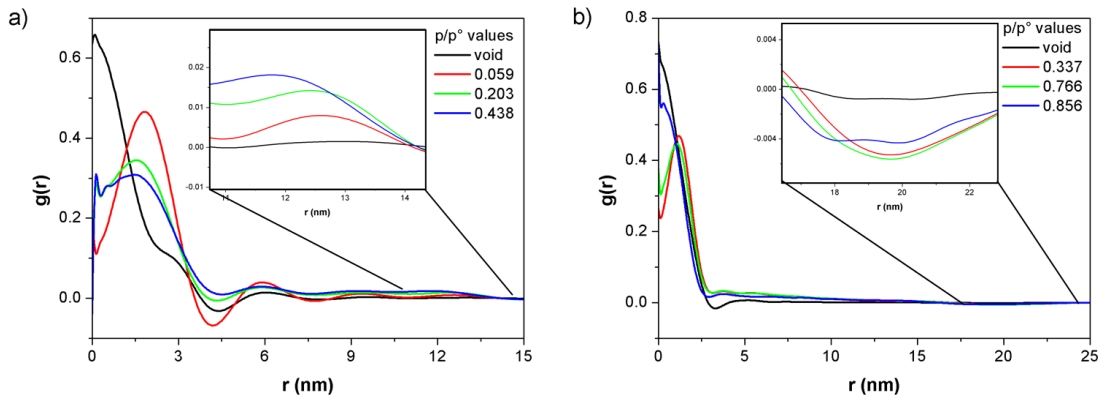 a)
p/p° values
void
0.059
0.203
0.438
0.6
0.4
0.2
0.0
g(r)
0 3 6 9 12 15
r (nm)
0.02
0.01
0.00
-0.01
11 12 13 14
r (nm)
b)
p/p° values
void
0.337
0.766
0.856
0.8
0.6
0.4
0.2
0.0
g(r)
0 5 10 15 20 25
r (nm)
0.004
0.000
-0.004
18 20 22
r (nm)